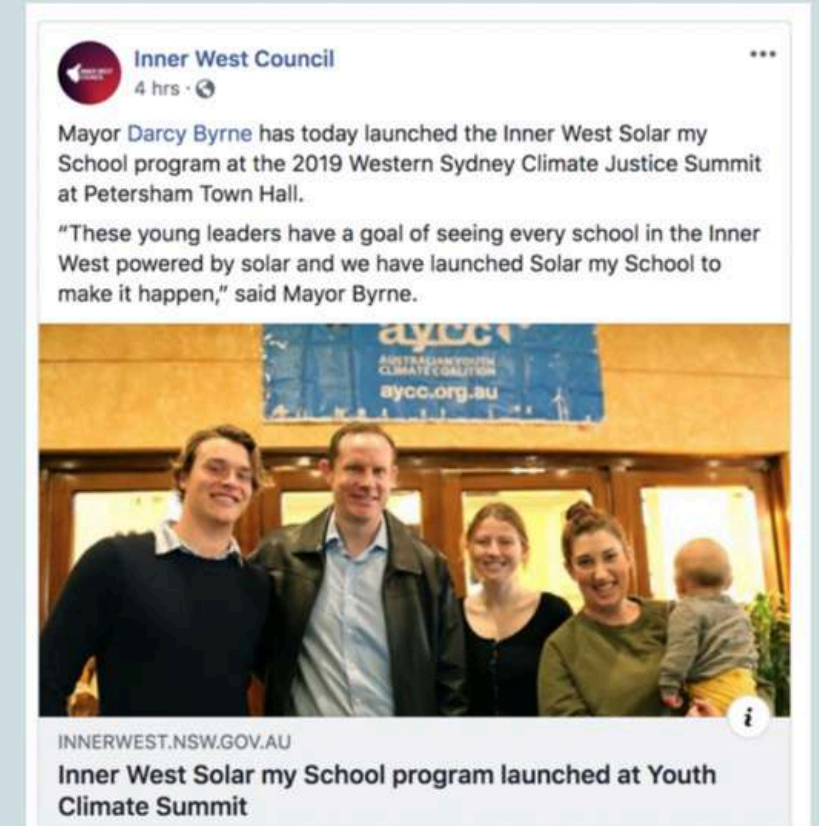 Inner West Council
4 hrs ·
Mayor Darcy Byrne has today launched the Inner West Solar my
School program at the 2019 Western Sydney Climate Justice Summit
at Petersham Town Hall.
“These young leaders have a goal of seeing every school in the Inner
West powered by solar and we have launched Solar my School to
make it happen,” said Mayor Byrne.
aycc
AUSTRALIAN YOUTH
CLIMATE COALITION
aycc.org.au
INNERWEST.NSW.GOV.AU
Inner West Solar my School program launched at Youth
Climate Summit